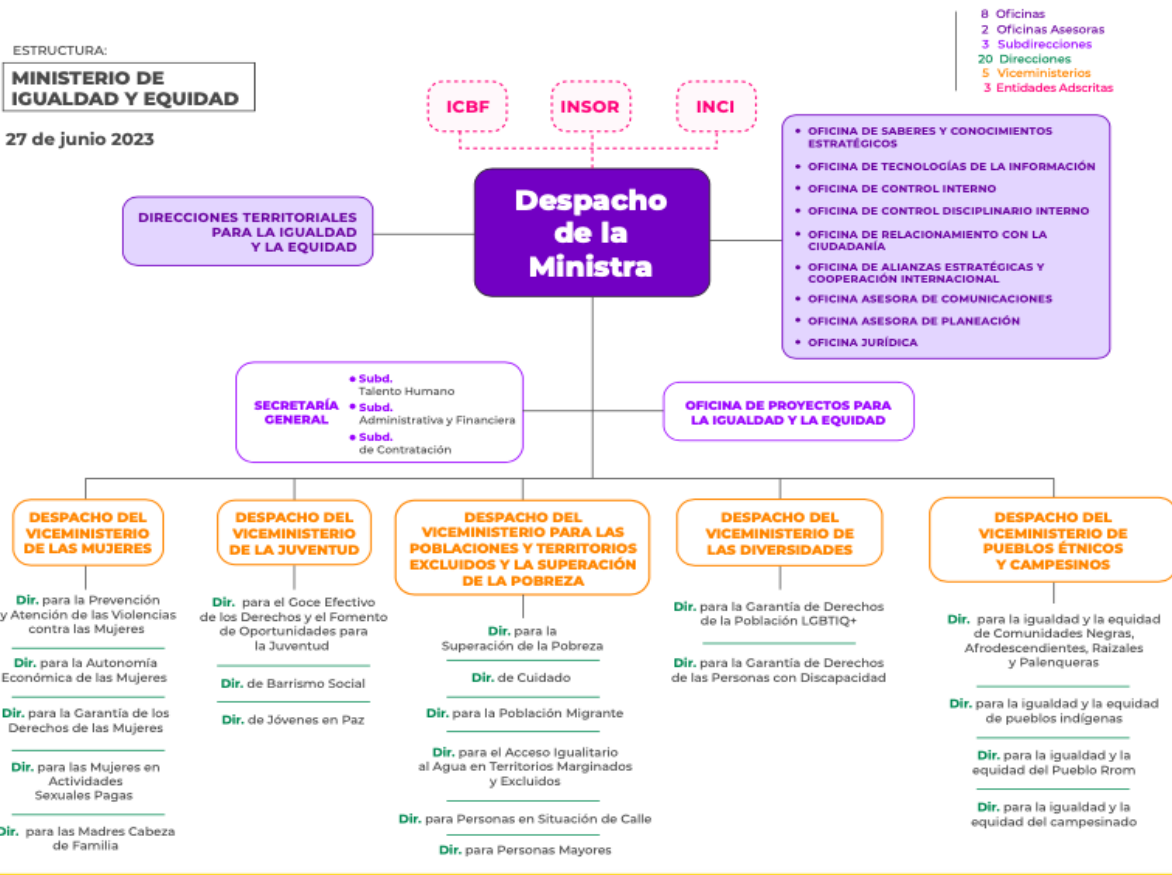 8 Oficinas
2 Oficinas Asesoras
3 Subdirecciones
20 Direcciones
5 Viceministerios
3 Entidades Adscritas
ESTRUCTURA:
MINISTERIO DE
IGUALDAD Y EQUIDAD
27 de junio 2023
ICBF
INSOR
INCI
Despacho
de la
Ministra
DIRECCIONES TERRITORIALES
PARA LA IGUALDAD
Y LA EQUIDAD
• OFICINA DE SABERES Y CONOCIMIENTOS
ESTRATÉGICOS
• OFICINA DE TECNOLOGÍAS DE LA INFORMACIÓN
• OFICINA DE CONTROL INTERNO
• OFICINA DE CONTROL DISCIPLINARIO INTERNO
• OFICINA DE RELACIONAMIENTO CON LA
CIUDADANÍA
• OFICINA DE ALIANZAS ESTRATÉGICAS Y
COOPERACIÓN INTERNACIONAL
• OFICINA ASESORA DE COMUNICACIONES
• OFICINA ASESORA DE PLANEACIÓN
• OFICINA JURÍDICA
SECRETARÍA
GENERAL
• Subd.
Talento Humano
• Subd.
Administrativa y Financiera
• Subd.
de Contratación
OFICINA DE PROYECTOS PARA
LA IGUALDAD Y LA EQUIDAD
DESPACHO DEL
VICEMINISTERIO
DE LAS MUJERES
Dir. para la Prevención
y Atención de las Violencias
contra las Mujeres
Dir. para la Autonomía
Económica de las Mujeres
Dir. para la Garantía de los
Derechos de las Mujeres
Dir. para las Mujeres en
Actividades
Sexuales Pagas
Dir. para las Madres Cabeza
de Familia
DESPACHO DEL
VICEMINISTERIO
DE LA JUVENTUD
Dir. para el Goce Efectivo
de los Derechos y el Fomento
de Oportunidades para
la Juventud
Dir. de Barrismo Social
Dir. de Jóvenes en Paz
DESPACHO DEL
VICEMINISTERIO PARA LAS
POBLACIONES Y TERRITORIOS
EXCLUIDOS Y LA SUPERACIÓN
DE LA POBREZA
Dir. para la
Superación de la Pobreza
Dir. de Cuidado
Dir. para la Población Migrante
Dir. para el Acceso Igualitario
al Agua en Territorios Marginados
y Excluidos
Dir. para Personas en Situación de Calle
Dir. para Personas Mayores
DESPACHO DEL
VICEMINISTERIO DE
LAS DIVERSIDADES
Dir. para la Garantía de Derechos
de la Población LGBTIQ+
Dir. para la Garantía de Derechos
de las Personas con Discapacidad
DESPACHO DEL
VICEMINISTERIO DE
PUEBLOS ÉTNICOS
Y CAMPESINOS
Dir. para la igualdad y la equidad
de Comunidades Negras,
Afrodescendientes, Raizales
y Palenqueras
Dir. para la igualdad y la equidad
de pueblos indígenas
Dir. para la igualdad y la
equidad del Pueblo Rrom
Dir. para la igualdad y la
equidad del campesinado